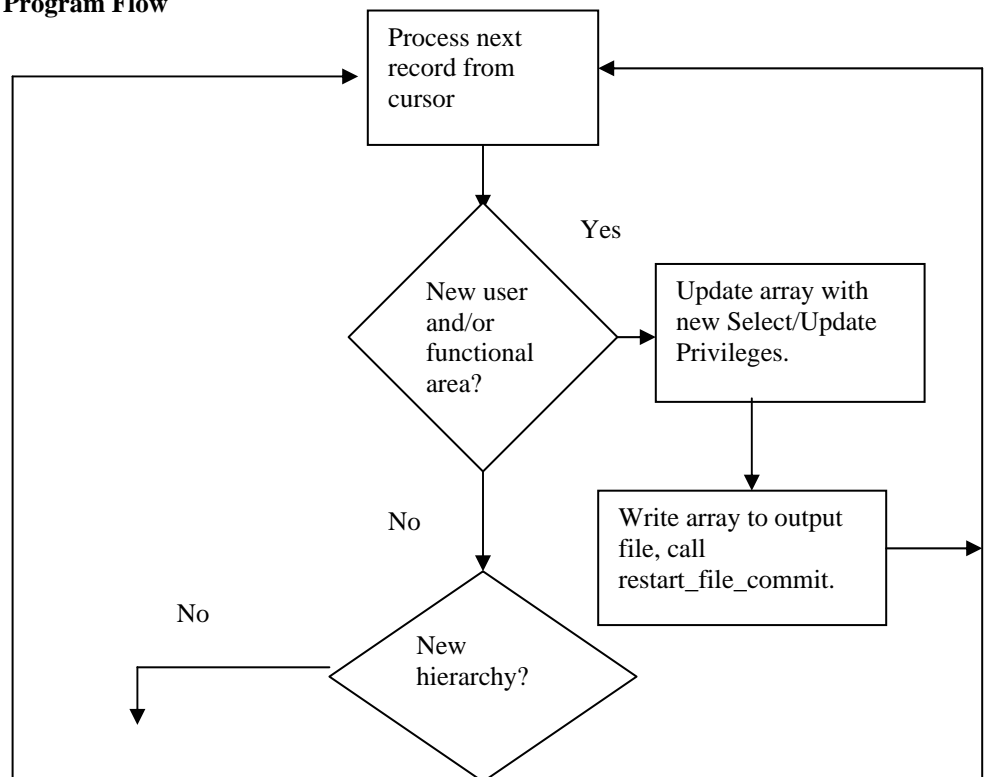 Program Flow
Process next
record from
cursor
Yes
New user
and/or
functional
area?
Update array with
new Select/Update
Privileges.
No
Write array to output
file, call
restart_file_commit.
No
New
hierarchy?